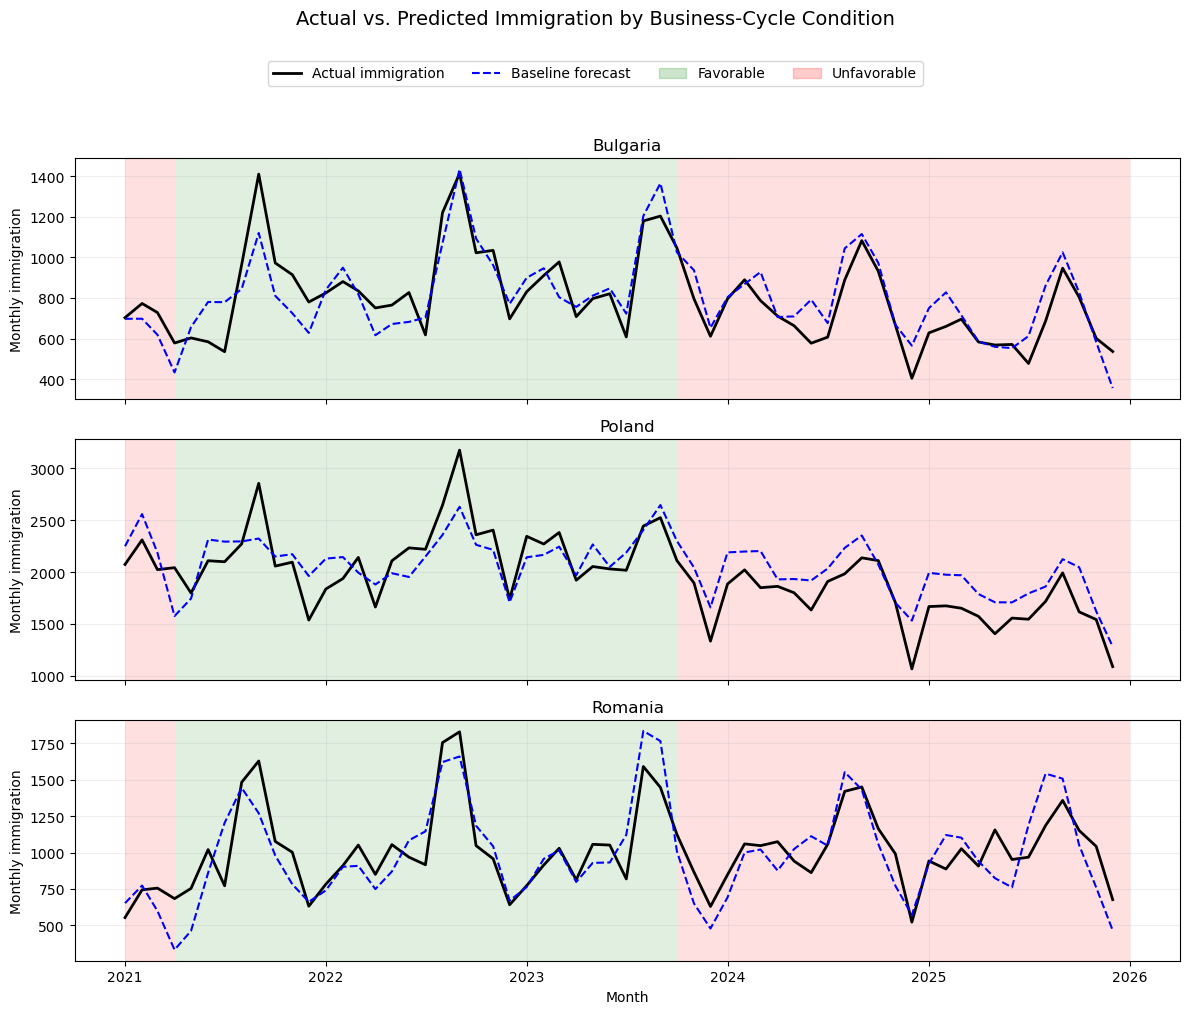 Actual vs. Predicted Immigration by Business-Cycle Condition
Actual immigration Baseline forecast Favorable Unfavorable
Bulgaria
Monthly immigration
1400
1200
1000
800
600
400
Poland
Monthly immigration
3000
2500
2000
1500
1000
Romania
Monthly immigration
1750
1500
1250
1000
750
500
2021 2022 2023 2024 2025 2026
Month